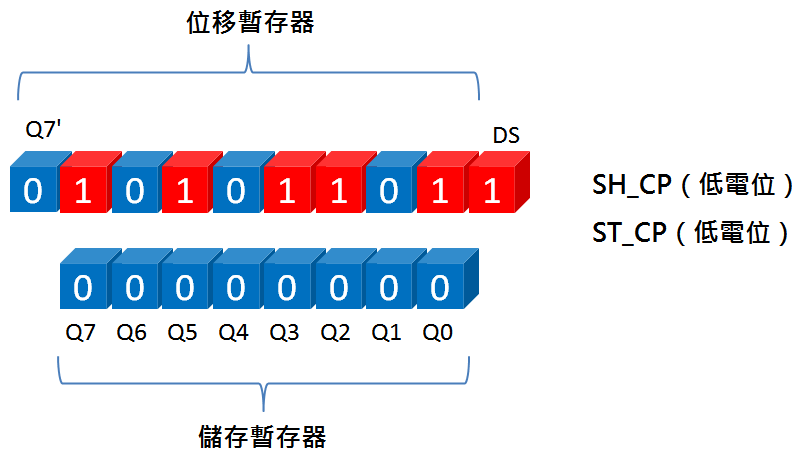 位移暫存器
Q7' DS
0 1 0 1 0 1 1 0 1 1
SH_CP（低電位）
ST_CP（低電位）
0 0 0 0 0 0 0 0
Q7 Q6 Q5 Q4 Q3 Q2 Q1 Q0
儲存暫存器